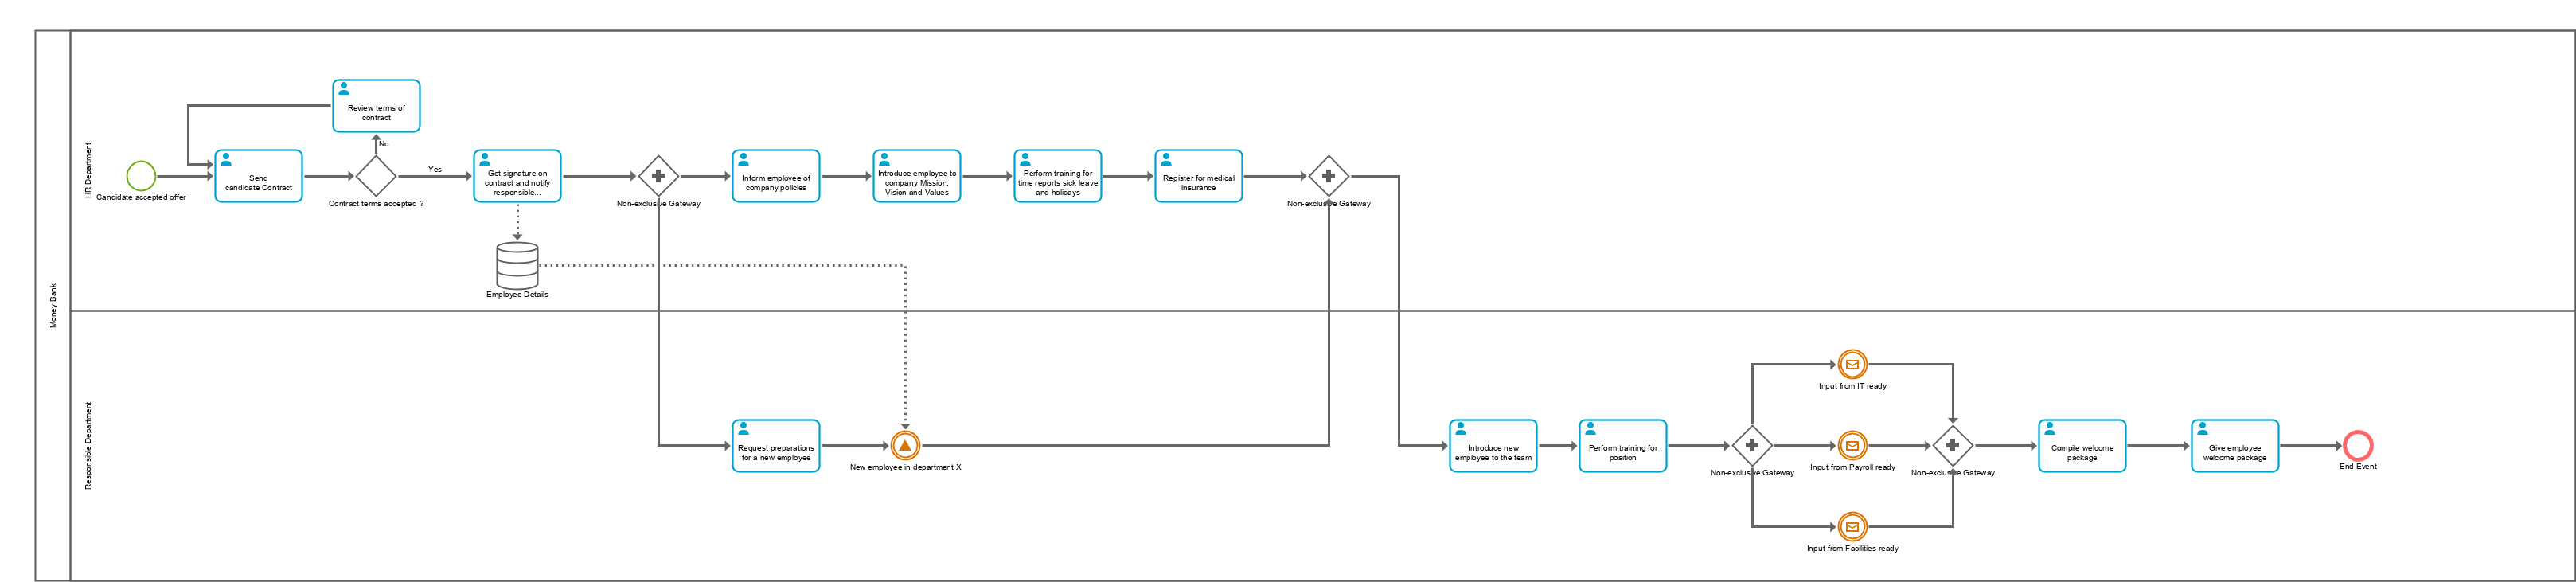 Money Bank
HR Department
Candidate accepted offer
Send
candidate Contract
Review terms of
contract
No
Contract terms accepted ?
Yes
Get signature on
contract and notify
responsible...
Employee Details
Non-exclusive Gateway
Inform employee of
company policies
Introduce employee to
company Mission,
Vision and Values
Perform training for
time reports sick leave
and holidays
Register for medical
insurance
Non-exclusive Gateway
Responsible Department
Request preparations
for a new employee
New employee in department X
Introduce new
employee to the team
Perform training for
position
Non-exclusive Gateway
Input from IT ready
Input from Payroll ready
Input from Facilities ready
Non-exclusive Gateway
Compile welcome
package
Give employee
welcome package
End Event